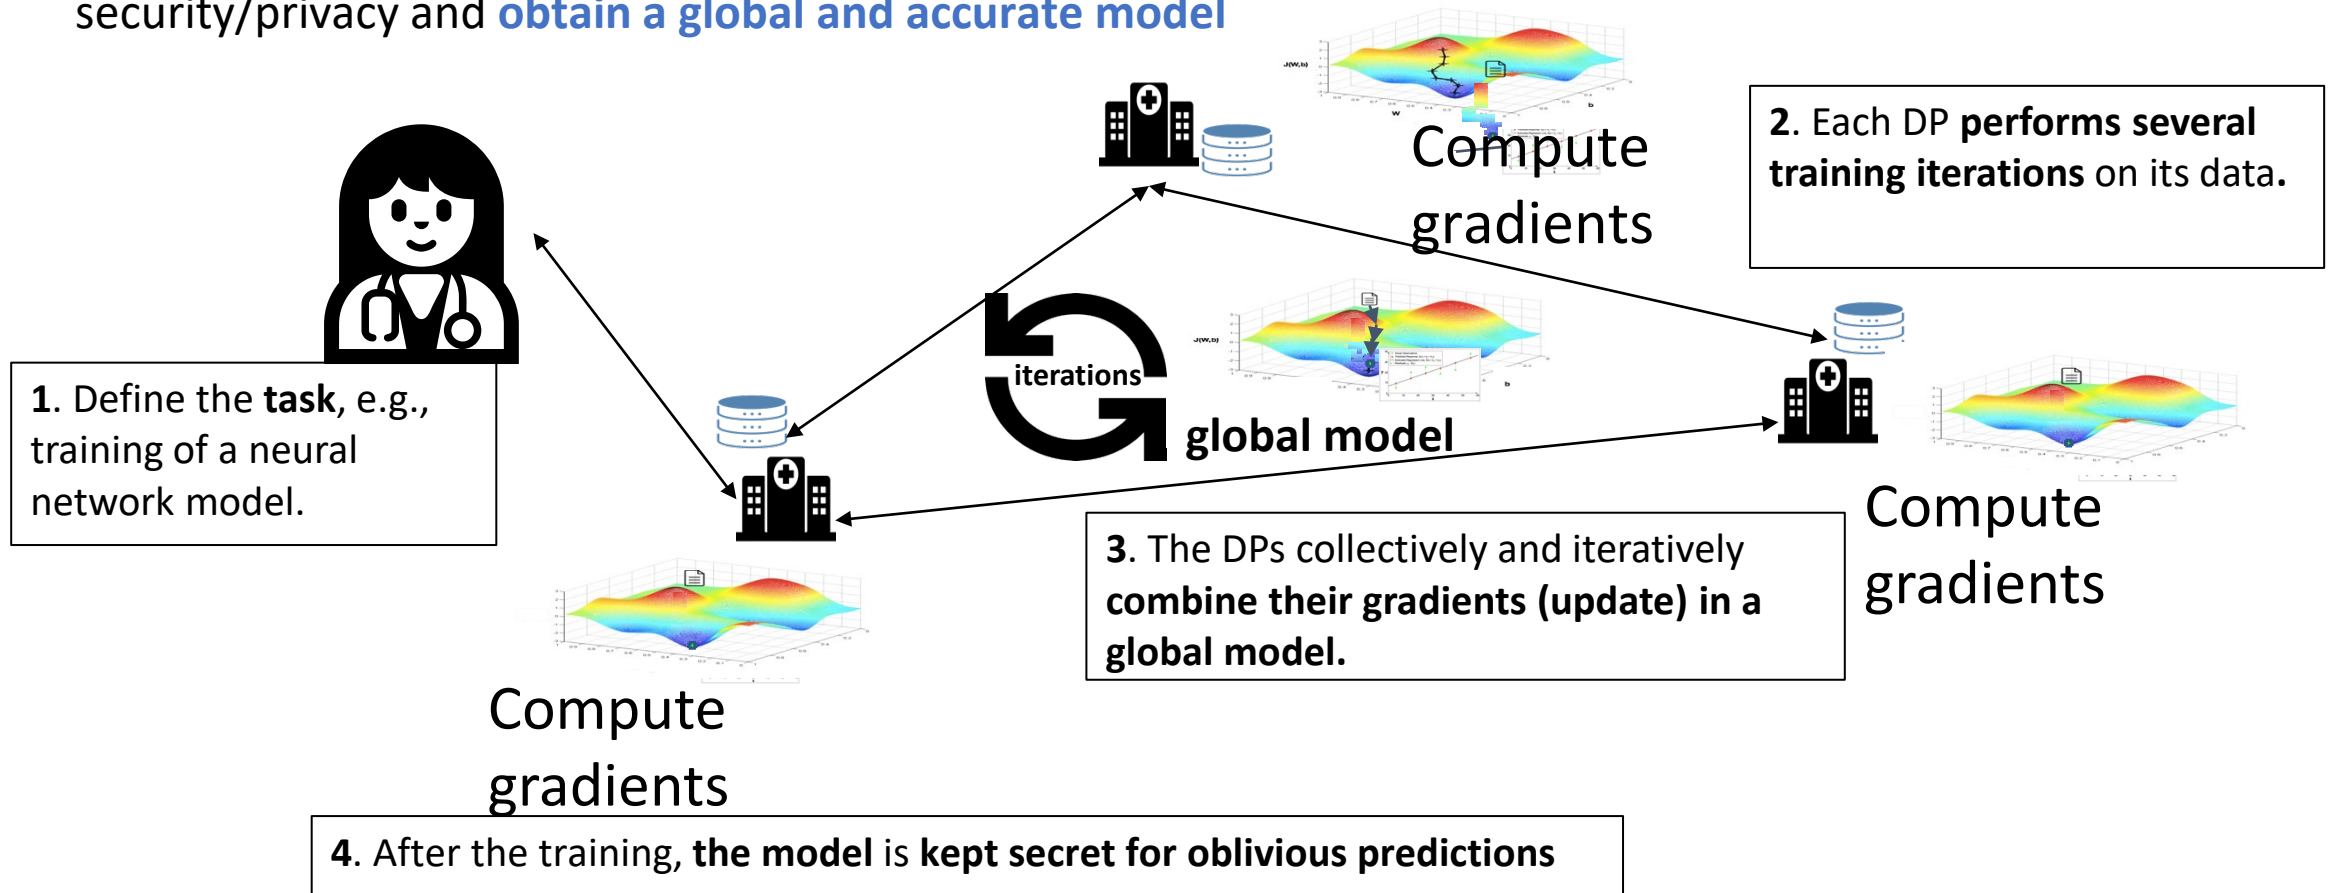 security/privacy and obtain a global and accurate model
J(W,b)
W
b
Compute
gradients
2. Each DP performs several
training iterations on its data.
1. Define the task, e.g.,
training of a neural
network model.
iterations
J(W,b)
b
global model
3. The DPs collectively and iteratively
combine their gradients (update) in a
global model.
Compute
gradients
Compute
gradients
4. After the training, the model is kept secret for oblivious predictions